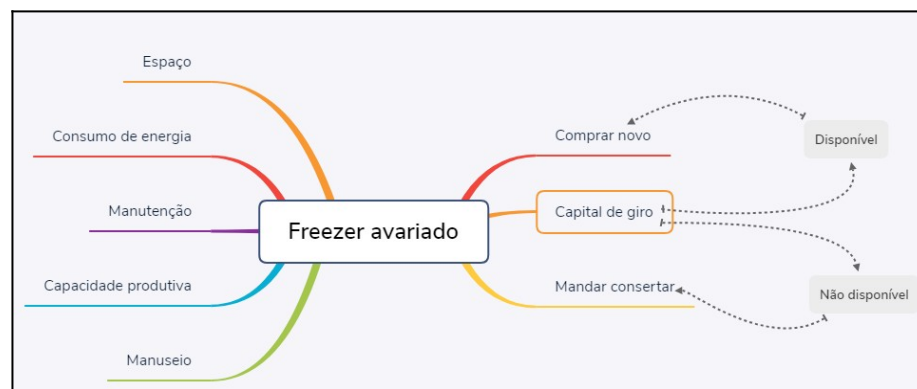 Espaço
Consumo de energia
Manutenção
Capacidade produtiva
Manuseio
Freezer avariado
Comprar novo
Capital de giro
Mandar consertar
Disponível
Não disponível